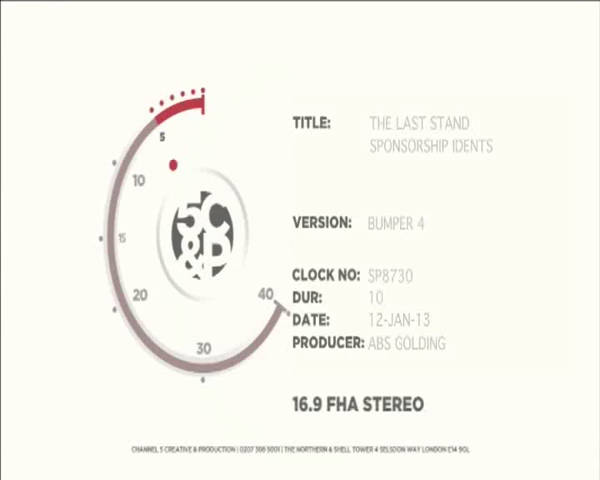 5
10
15
20
30
40
5C
&P
TITLE: THE LAST STAND
SPONSORSHIP IDENTS
VERSION: BUMPER 4
CLOCK NO: SP8730
DUR: 10
DATE: 12-JAN-13
PRODUCER: ABS GOLDING
16.9 FHA STEREO
CHANNEL 5 CREATIVE & PRODUCTION | 0207 308 5001 | THE NORTHERN & SHELL TOWER 4 SELSDON WAY LONDON E14 9GL